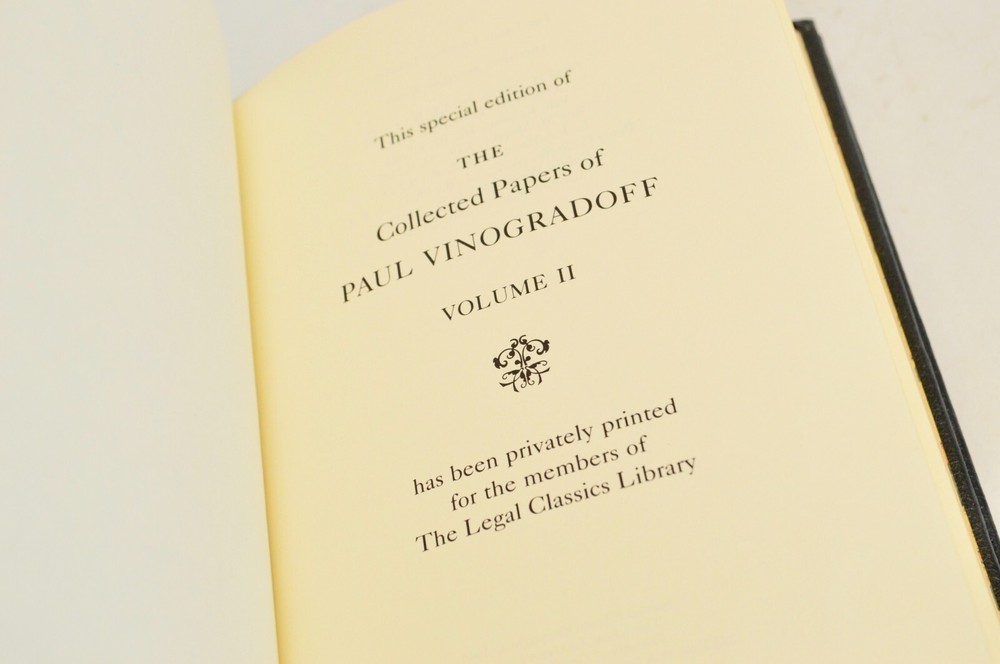 This special edition of
THE
Collected Papers of
PAUL VINOGRADOFF
VOLUME II
has been privately printed
for the members of
The Legal Classics Library